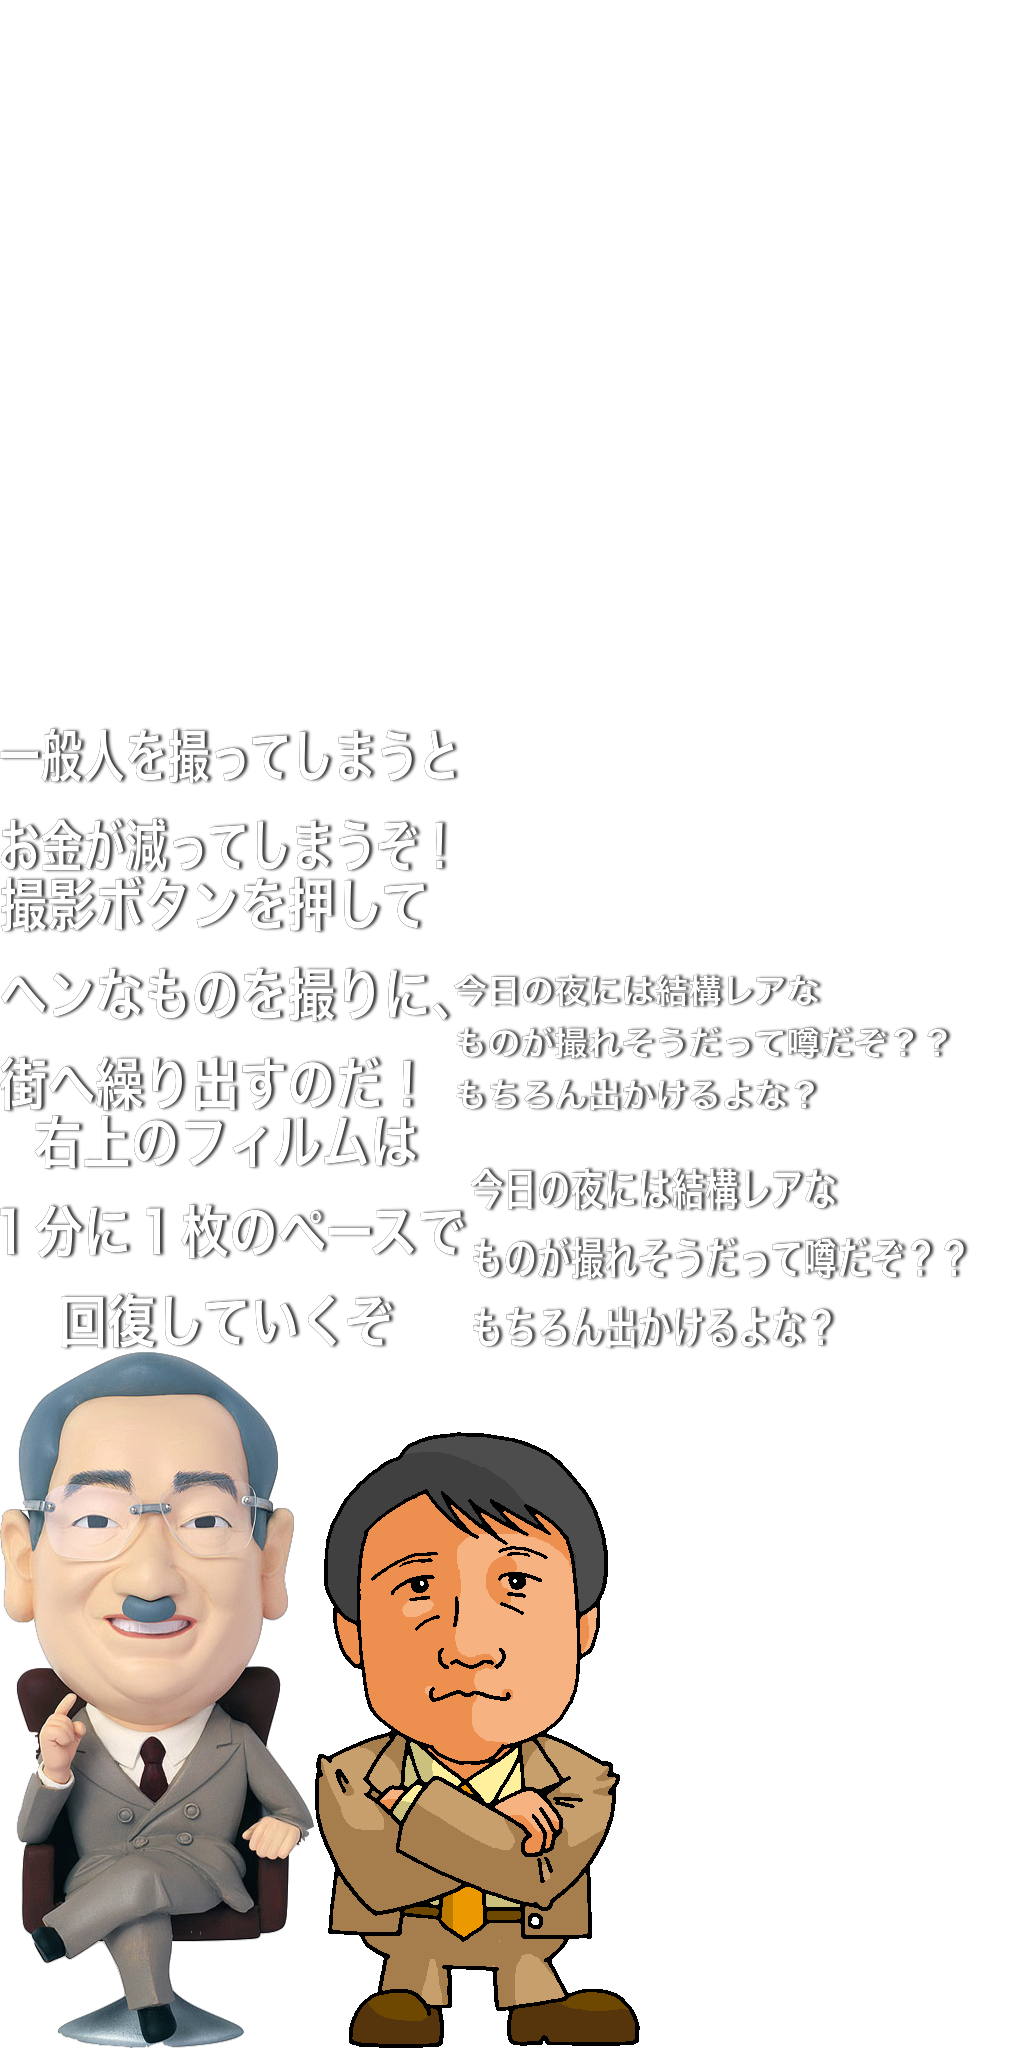 一般人を撮ってしまうと
お金が減ってしまうぞ！
撮影ボタンを押して
ヘンなものを撮りに、
街へ繰り出すのだ！
右上のフィルムは
１分に１枚のペースで
回復していくぞ
今日の夜には結構レアな
ものが撮れそうだって噂だぞ？？
もちろん出かけるよな？
今日の夜には結構レアな
ものが撮れそうだって噂だぞ？？
もちろん出かけるよな？